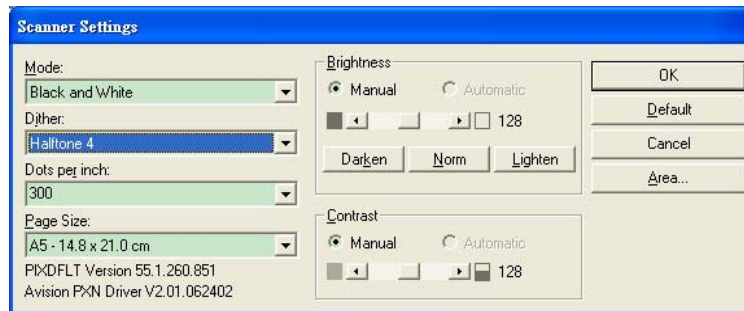 Scanner Settings
Mode:
Black and White
Dither:
Halftone 4
Dots per inch:
300
Page Size:
A5 - 14.8 x 21.0 cm
PIXDFLT Version 55.1.260.851
Avision PXN Driver V2.01.062402
Brightness
Manual
Automatic
128
Darken
Norm
Lighten
Contrast
Manual
Automatic
128
OK
Default
Cancel
Area...